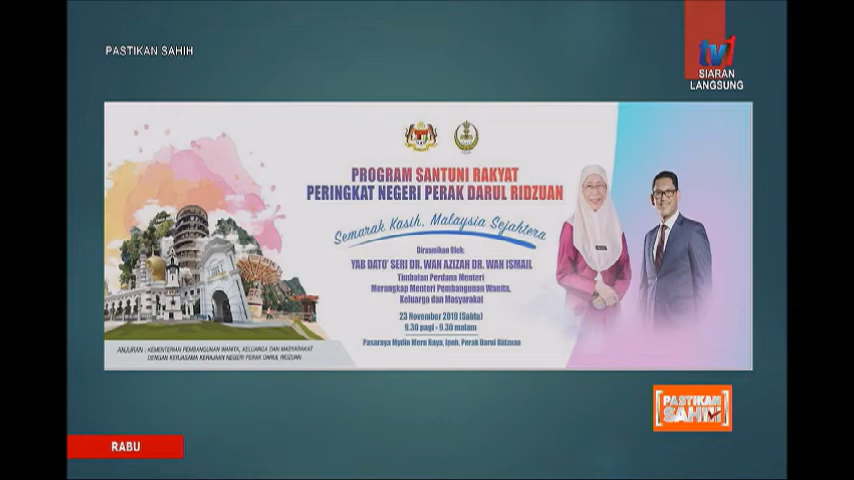 PASTIKAN SAHIH
tv1
SIARAN
LANGSUNG
PROGRAM SANTUNI RAKYAT
PERINGKAT NEGERI PERAK DARUL RIDZUAN
Semarak Kasih, Malaysia Sejahtera
Dirasmikan Oleh:
YAB DATO' SERI DR. WAN AZIZAH DR. WAN ISMAIL
Timbalan Perdana Menteri
Merangkap Menteri Pembangunan Wanita,
Keluarga dan Masyarakat
23 November 2019 (Sabtu)
9.30 pagi - 9.30 malam
Pasaraya Mydin Meru Raya, Ipoh, Perak Darul Ridzuan
ANJURAN : KEMENTERIAN PEMBANGUNAN WANITA, KELUARGA DAN MASYARAKAT
DENGAN KERJASAMA KERAJAAN NEGERI PERAK DARUL RIDZUAN
PASTIKAN
SAHIH
RABU